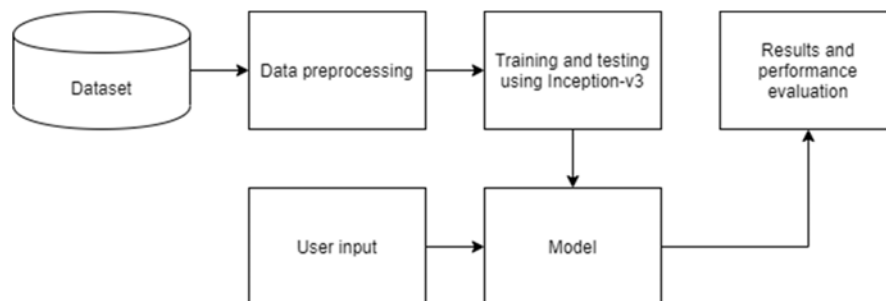 Dataset
Data preprocessing
Training and testing
using Inception-v3
Results and
performance
evaluation
User input
Model